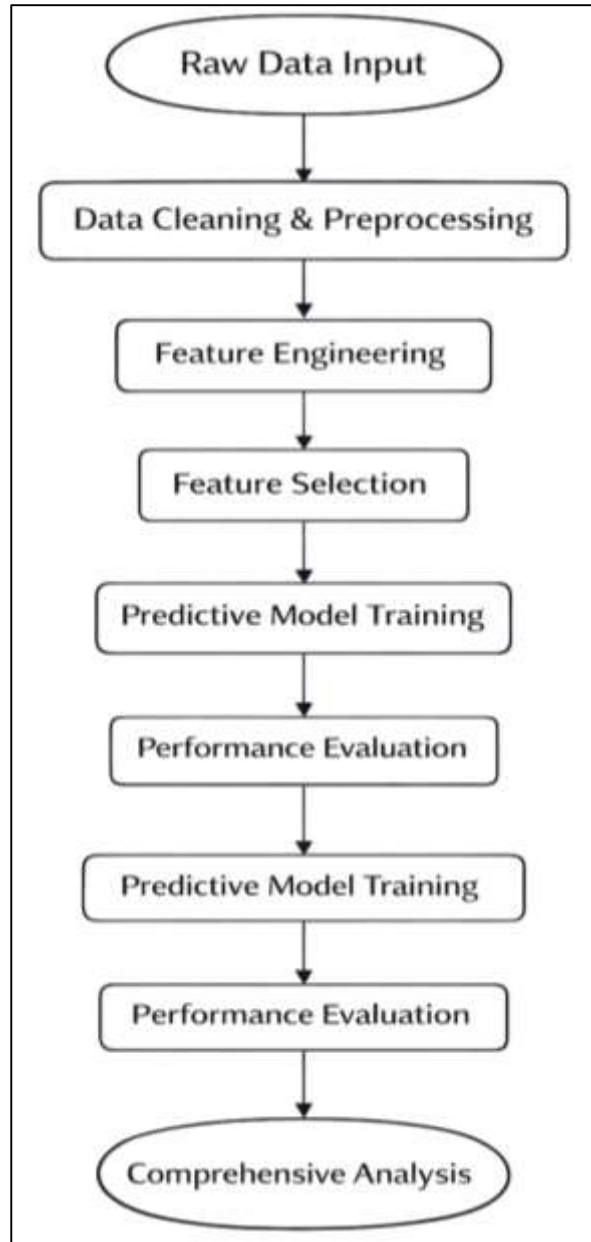 Raw Data Input
Data Cleaning & Preprocessing
Feature Engineering
Feature Selection
Predictive Model Training
Performance Evaluation
Predictive Model Training
Performance Evaluation
Comprehensive Analysis